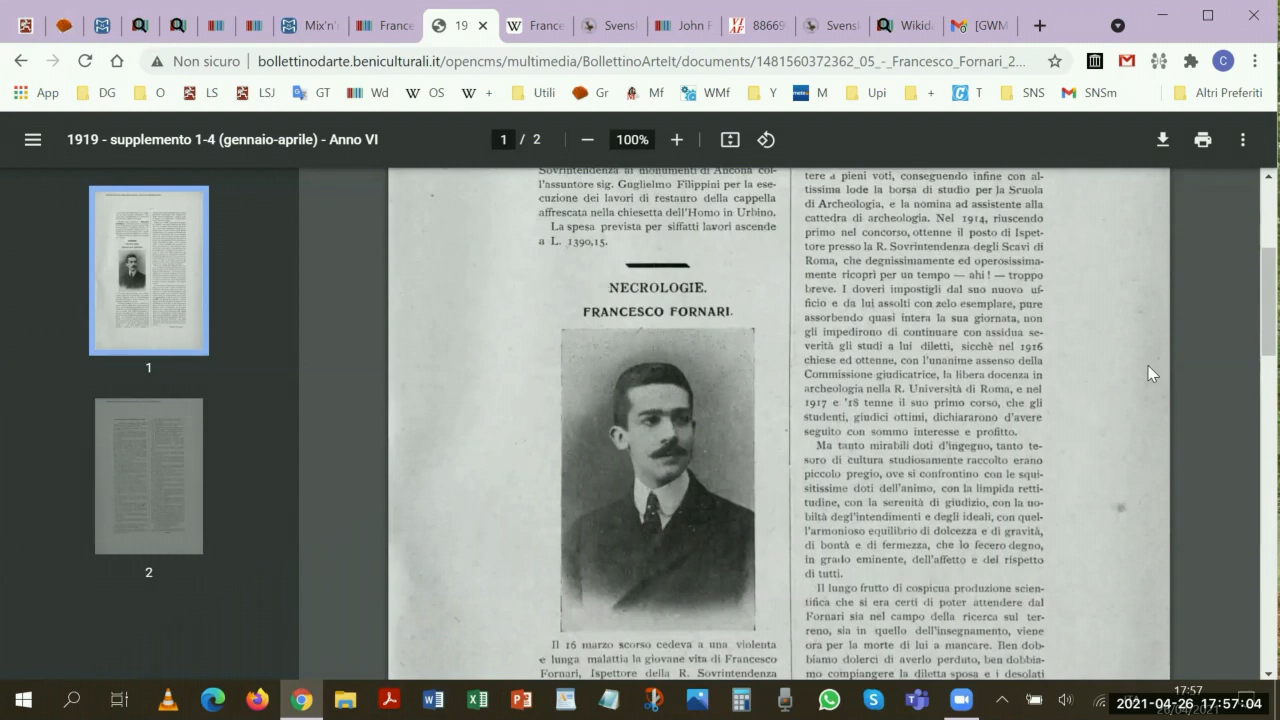 19
Mix'n'
France
19
France
Svensk
John F
88669
Svensk
Wikid
[GWM
Non sicuro
bollettinodarte.beniculturali.it/opencms/multimedia/BollettinoArteIt/documents/1481560372362_05_-_Francesco_Fornari_2...
C
App
DG
O
LS
LSJ
GT
Wd
OS
+
Utili
Gr
Mf
WMf
Y
M
Upi
+
T
SNS
SNSm
Altri Preferiti
1919 - supplemento 1-4 (gennaio-aprile) - Anno VI
1 / 2
100%
1
2
Sovrintendenza ai monumenti di Ancona col-
l'assuntore sig. Guglielmo Filippini per la ese-
cuzione dei lavori di restauro della cappella
affrescata nella chiesetta dell'Homo in Urbino.
La spesa prevista per siffatti lavori ascende
a L. 1390,15.
NECROLOGIE.
FRANCESCO FORNARI.
Il 16 marzo scorso cedeva a una violenta
e lunga malattia la giovane vita di Francesco
Fornari, Ispettore della R. Sovrintendenza
tere a pieni voti, conseguendo infine con al-
tissima lode la borsa di studio per la Scuola
di Archeologia, e la nomina ad assistente alla
cattedra di archeologia. Nel 1914, riuscendo
primo nel concorso, ottenne il posto di Ispet-
tore presso la R. Sovrintendenza degli Scavi di
Roma, che degnissimamente ed operosissima-
mente ricoprì per un tempo — ahi! — troppo
breve. I doveri impostigli dal suo nuovo uf-
ficio e da lui assolti con zelo esemplare, pure
assorbendo quasi intera la sua giornata, non
gli impedirono di continuare con assidua se-
verità gli studi a lui diletti, sicchè nel 1916
chiese ed ottenne, con l'unanime assenso della
Commissione giudicatrice, la libera docenza in
archeologia nella R. Università di Roma, e nel
1917 e '18 tenne il suo primo corso, che gli
studenti, giudici ottimi, dichiararono d'avere
seguito con sommo interesse e profitto.
Ma tanto mirabili doti d'ingegno, tanto te-
soro di cultura studiosamente raccolto erano
piccolo pregio, ove si confrontino con le squi-
sitissime doti dell'animo, con la limpida retti-
tudine, con la serenità di giudizio, con la no-
biltà degl'intendimenti e degli ideali, con quel-
l'armonioso equilibrio di dolcezza e di gravità,
di bontà e di fermezza, che lo fecero degno,
in grado eminente, dell'affetto e del rispetto
di tutti.
Il lungo frutto di cospicua produzione scien-
tifica che si era certi di poter attendere dal
Fornari sia nel campo della ricerca sul ter-
reno, sia in quello dell'insegnamento, viene
ora per la morte di lui a mancare. Ben dob-
biamo dolerci di averlo perduto, ben dobbia-
mo compiangere la diletta sposa e i desolati
17:57
2021-04-26 17:57:04